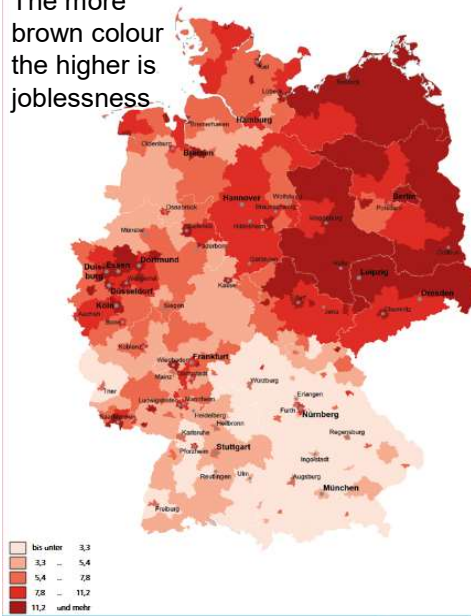 The more
brown colour
the higher is
joblessness
Kiel
Lübeck
Rostock
Hamburg
Bremerhaven
Oldenburg
Bremen
Hannover
Wolfsburg
Braunschweig
Berlin
Potsdam
Osnabrück
Hildesheim
Magdeburg
Münster
Bielefeld
Paderborn
Göttingen
Cottbus
Halle
Leipzig
Dortmund
Essen
Duis-
burg
Düsseldorf
Kassel
Dresden
Köln
Siegen
Erfurt
Jena
Chemnitz
Aachen
Bonn
Koblenz
Frankfurt
Wiesbaden
Mainz
Darmstadt
Würzburg
Trier
Erlangen
Ludwigshafen
Mannheim
Fürth
Nürnberg
Saarbrücken
Heidelberg
Heilbronn
Karlsruhe
Regensburg
Pforzheim
Stuttgart
Ingolstadt
Reutlingen
Ulm
Augsburg
München
Freiburg
bis unter 3,3
3,3 .. 5,4
5,4 .. 7,8
7,8 .. 11,2
11,2 und mehr